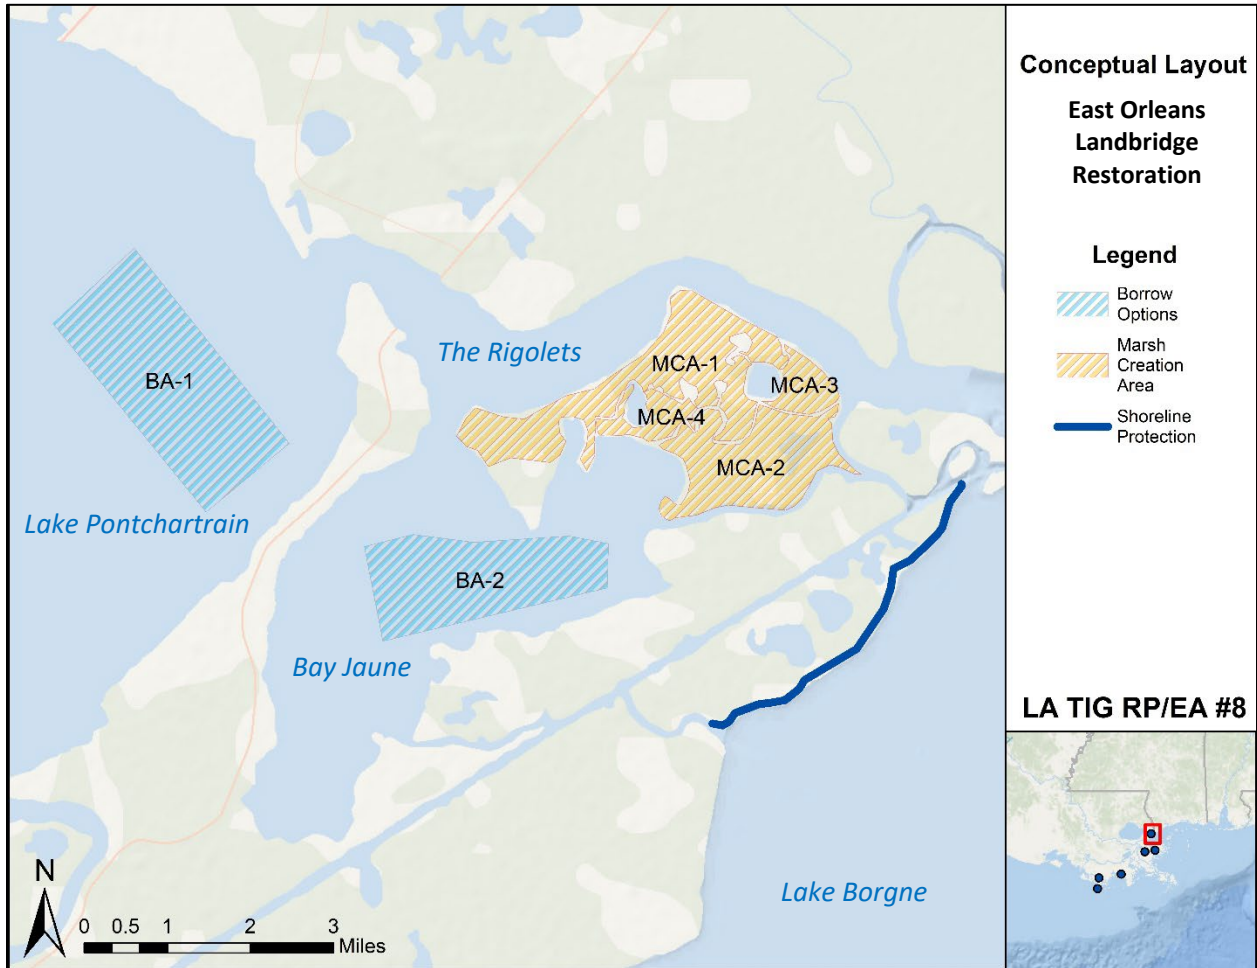 Conceptual Layout
East Orleans
Landbridge
Restoration
Legend
Borrow
Options
Marsh
Creation
Area
Shoreline
Protection
LA TIG RP/EA #8
The Rigolets
MCA-1
BA-1
MCA-3
MCA-4
MCA-2
Lake Pontchartrain
BA-2
Bay Jaune
Lake Borgne
N
0 0.5 1 2 3
Miles